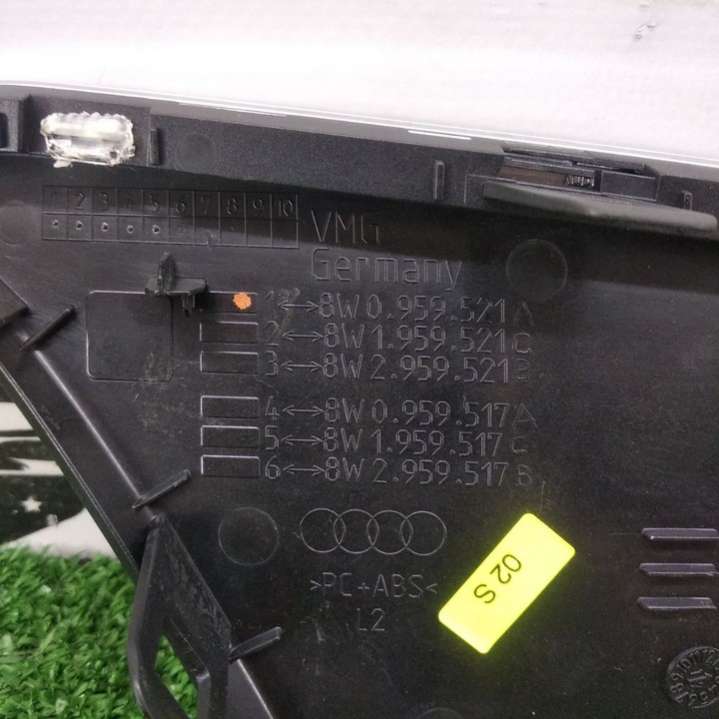 1 2 3 4 5 6 7 8 9 10
VMG
Germany
1↔8W0.959.521A
2↔8W1.959.521C
3↔8W2.959.521B
4↔8W0.959.517A
5↔8W1.959.517C
6↔8W2.959.517B
>PC+ABS<
L2
02 S